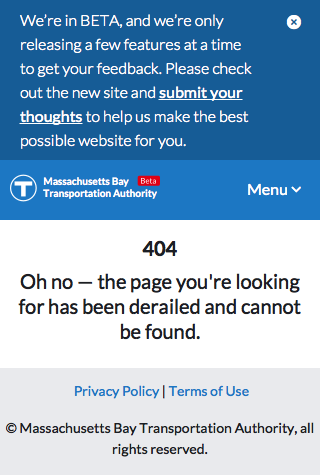 We’re in BETA, and we’re only
releasing a few features at a time
to get your feedback. Please check
out the new site and submit your
thoughts to help us make the best
possible website for you.
T Massachusetts Bay Beta
Transportation Authority
Menu
404
Oh no — the page you're looking
for has been derailed and cannot
be found.
Privacy Policy | Terms of Use
© Massachusetts Bay Transportation Authority, all
rights reserved.